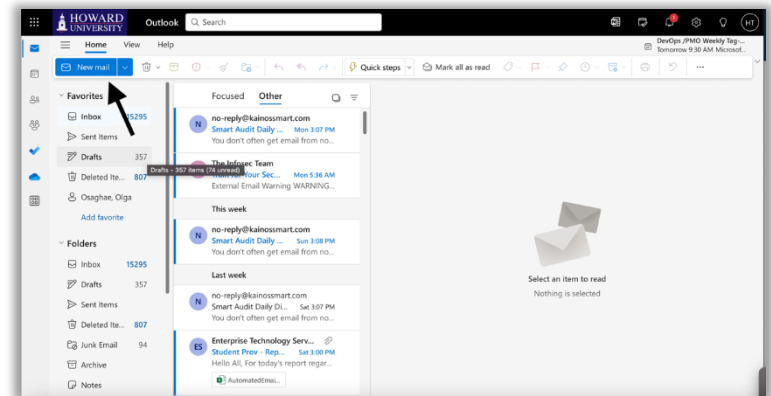 HOWARD
UNIVERSITY
Outlook
Search
HT
Home View Help
DevOps /PMO Weekly Tag-...
Tomorrow 9:30 AM Microsof...
New mail
Quick steps
Mark all as read
Favorites
Inbox 15295
Sent Items
Drafts 357
Drafts - 357 items (74 unread)
Deleted Ite... 807
Osaghae, Olga
Add favorite
Folders
Inbox 15295
Drafts 357
Sent Items
Deleted Ite... 807
Junk Email 94
Archive
Notes
Focused Other
N
no-reply@kainossmart.com
Smart Audit Daily ... Mon 3:07 PM
You don't often get email from no...
The Infosec Team
Your Sec... Mon 5:36 AM
External Email Warning WARNING...
This week
N
no-reply@kainossmart.com
Smart Audit Daily ... Sun 3:08 PM
You don't often get email from no...
Last week
N
no-reply@kainossmart.com
Smart Audit Daily Di... Sat 3:07 PM
You don't often get email from no...
ES
Enterprise Technology Serv...
Student Prov - Rep... Sat 3:00 PM
Hello All, For today's report regar...
AutomatedEmai...
Select an item to read
Nothing is selected